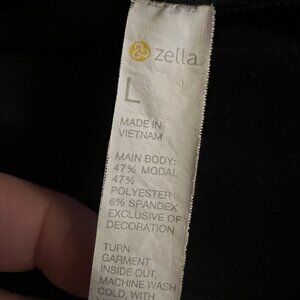 zella
L
MADE IN
VIETNAM
MAIN BODY:
47% MODAL
47%
POLYESTER
6% SPANDEX
EXCLUSIVE OF
DECORATION
TURN
GARMENT
INSIDE OUT,
MACHINE WASH
COLD, WITH